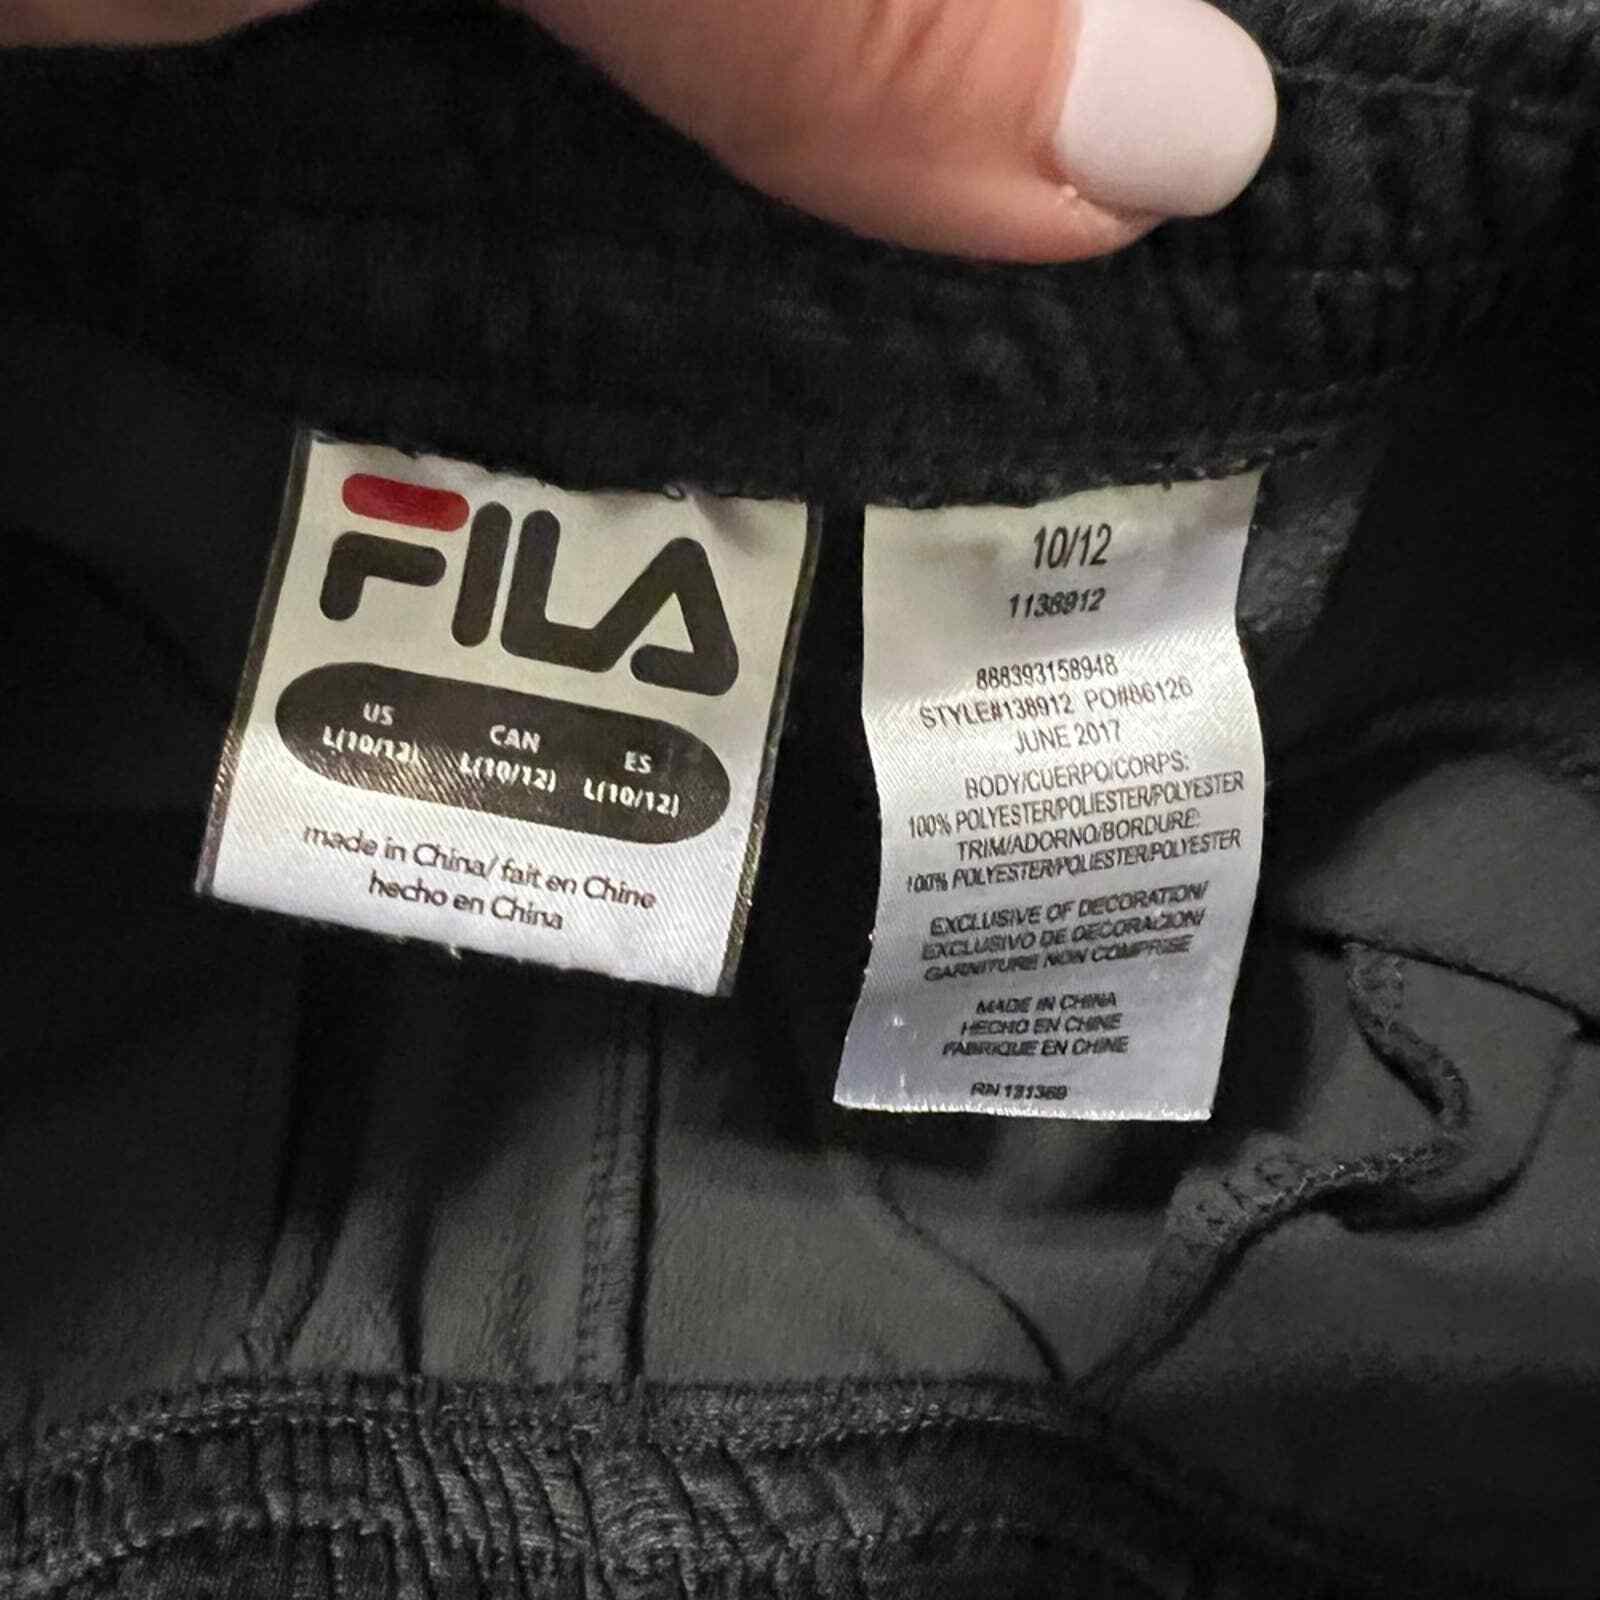 FILA
US CAN ES
L(10/12) L(10/12) L(10/12)
made in China/ fait en Chine
hecho en China
10/12
1138912
888393158948
STYLE#138912 PO#86126
JUNE 2017
BODY/CUERPO/CORPS:
100% POLYESTER/POLIESTER/POLYESTER
TRIM/ADORNO/BORDURE:
100% POLYESTER/POLIESTER/POLYESTER
EXCLUSIVE OF DECORATION/
EXCLUSIVO DE DECORACION/
GARNITURE NON COMPRISE
MADE IN CHINA
HECHO EN CHINE
FABRIQUE EN CHINE
RN 131369